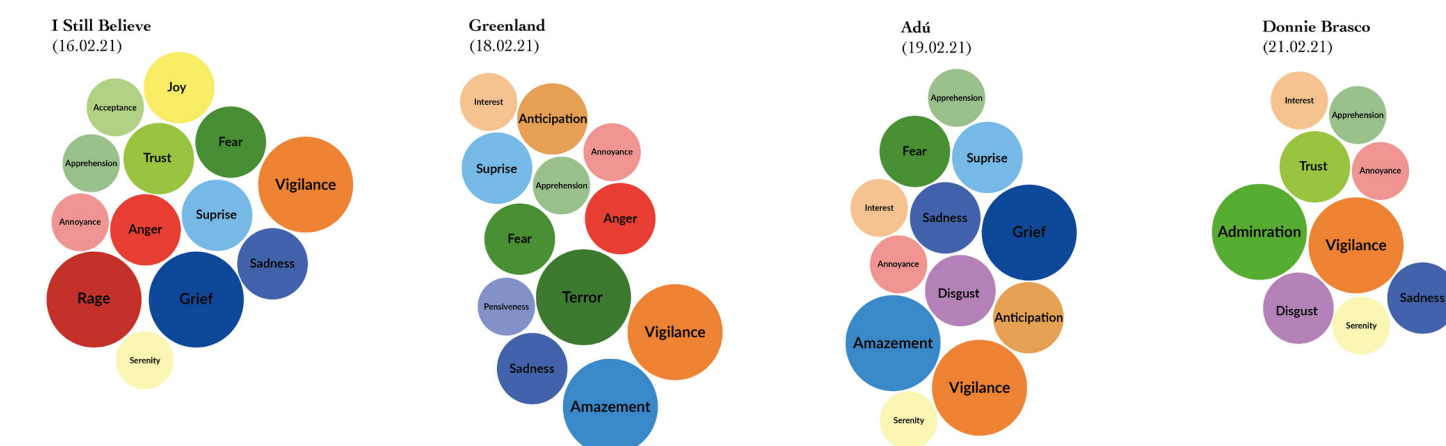 I Still Believe
(16.02.21)
Joy
Acceptance
Fear
Trust
Apprehension
Vigilance
Suprise
Annoyance
Anger
Sadness
Rage
Grief
Serenity
Greenland
(18.02.21)
Interest
Anticipation
Annoyance
Suprise
Apprehension
Anger
Fear
Terror
Pensiveness
Vigilance
Sadness
Amazement
Adú
(19.02.21)
Apprehension
Fear
Suprise
Interest
Sadness
Grief
Annoyance
Disgust
Anticipation
Amazement
Vigilance
Serenity
Donnie Brasco
(21.02.21)
Interest
Apprehension
Trust
Annoyance
Adminration
Vigilance
Sadness
Disgust
Serenity